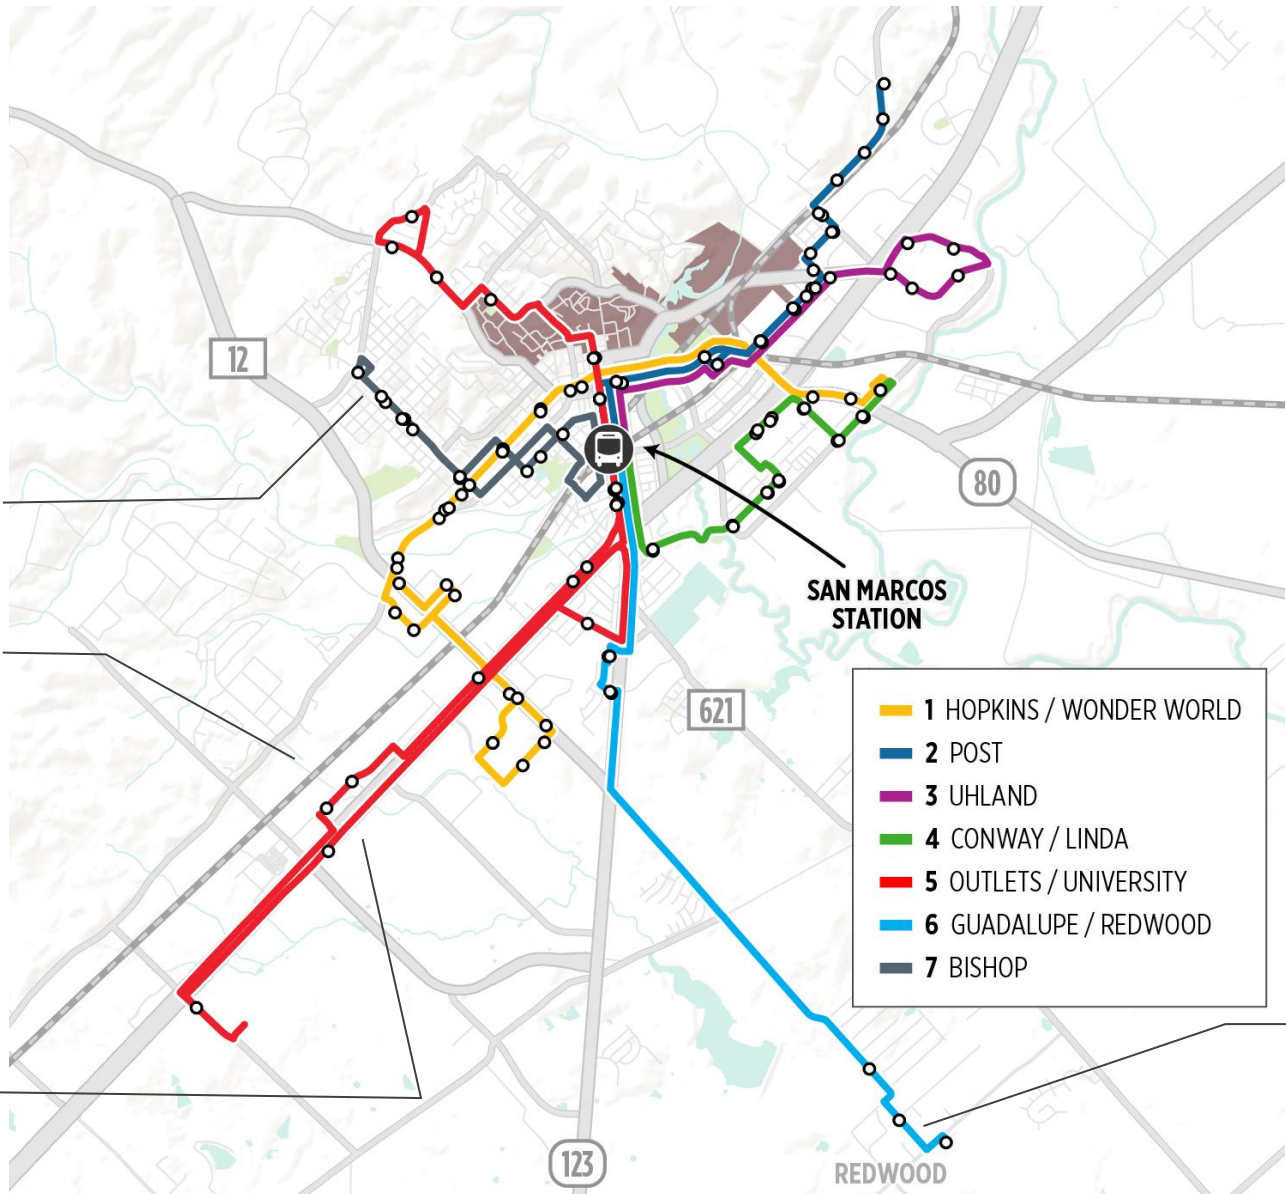 12
80
SAN MARCOS
STATION
621
1 HOPKINS / WONDER WORLD
2 POST
3 UHLAND
4 CONWAY / LINDA
5 OUTLETS / UNIVERSITY
6 GUADALUPE / REDWOOD
7 BISHOP
123
REDWOOD